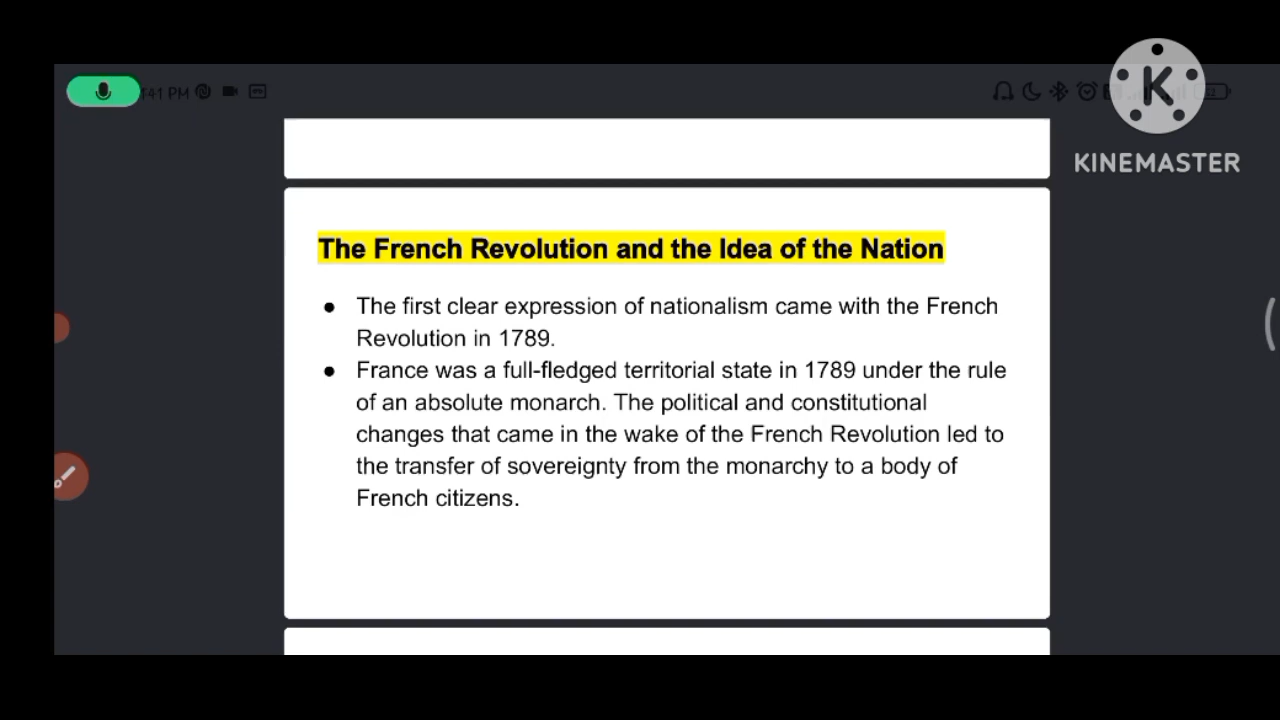 :41 PM
KINEMASTER
The French Revolution and the Idea of the Nation
● The first clear expression of nationalism came with the French
Revolution in 1789.
● France was a full-fledged territorial state in 1789 under the rule
of an absolute monarch. The political and constitutional
changes that came in the wake of the French Revolution led to
the transfer of sovereignty from the monarchy to a body of
French citizens.